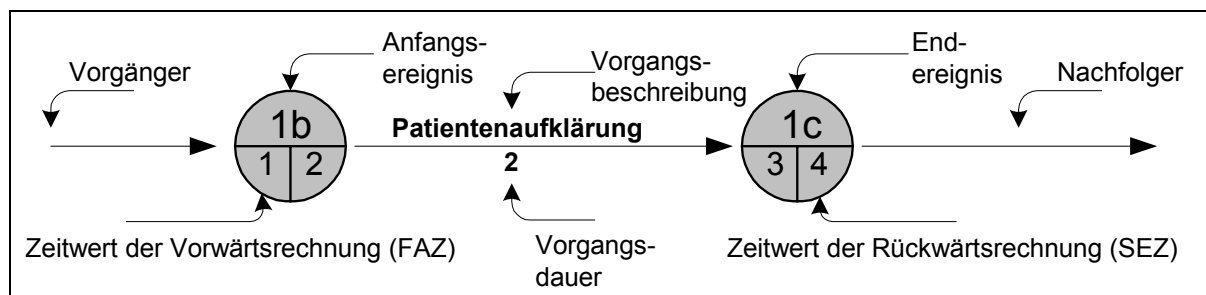 Vorgänger
Anfangs-
ereignis
Vorgangs-
beschreibung
End-
ereignis
Nachfolger
1b
1 2
Patientenaufklärung
2
1c
3 4
Zeitwert der Vorwärtsrechnung (FAZ)
Vorgangs-
dauer
Zeitwert der Rückwärtsrechnung (SEZ)